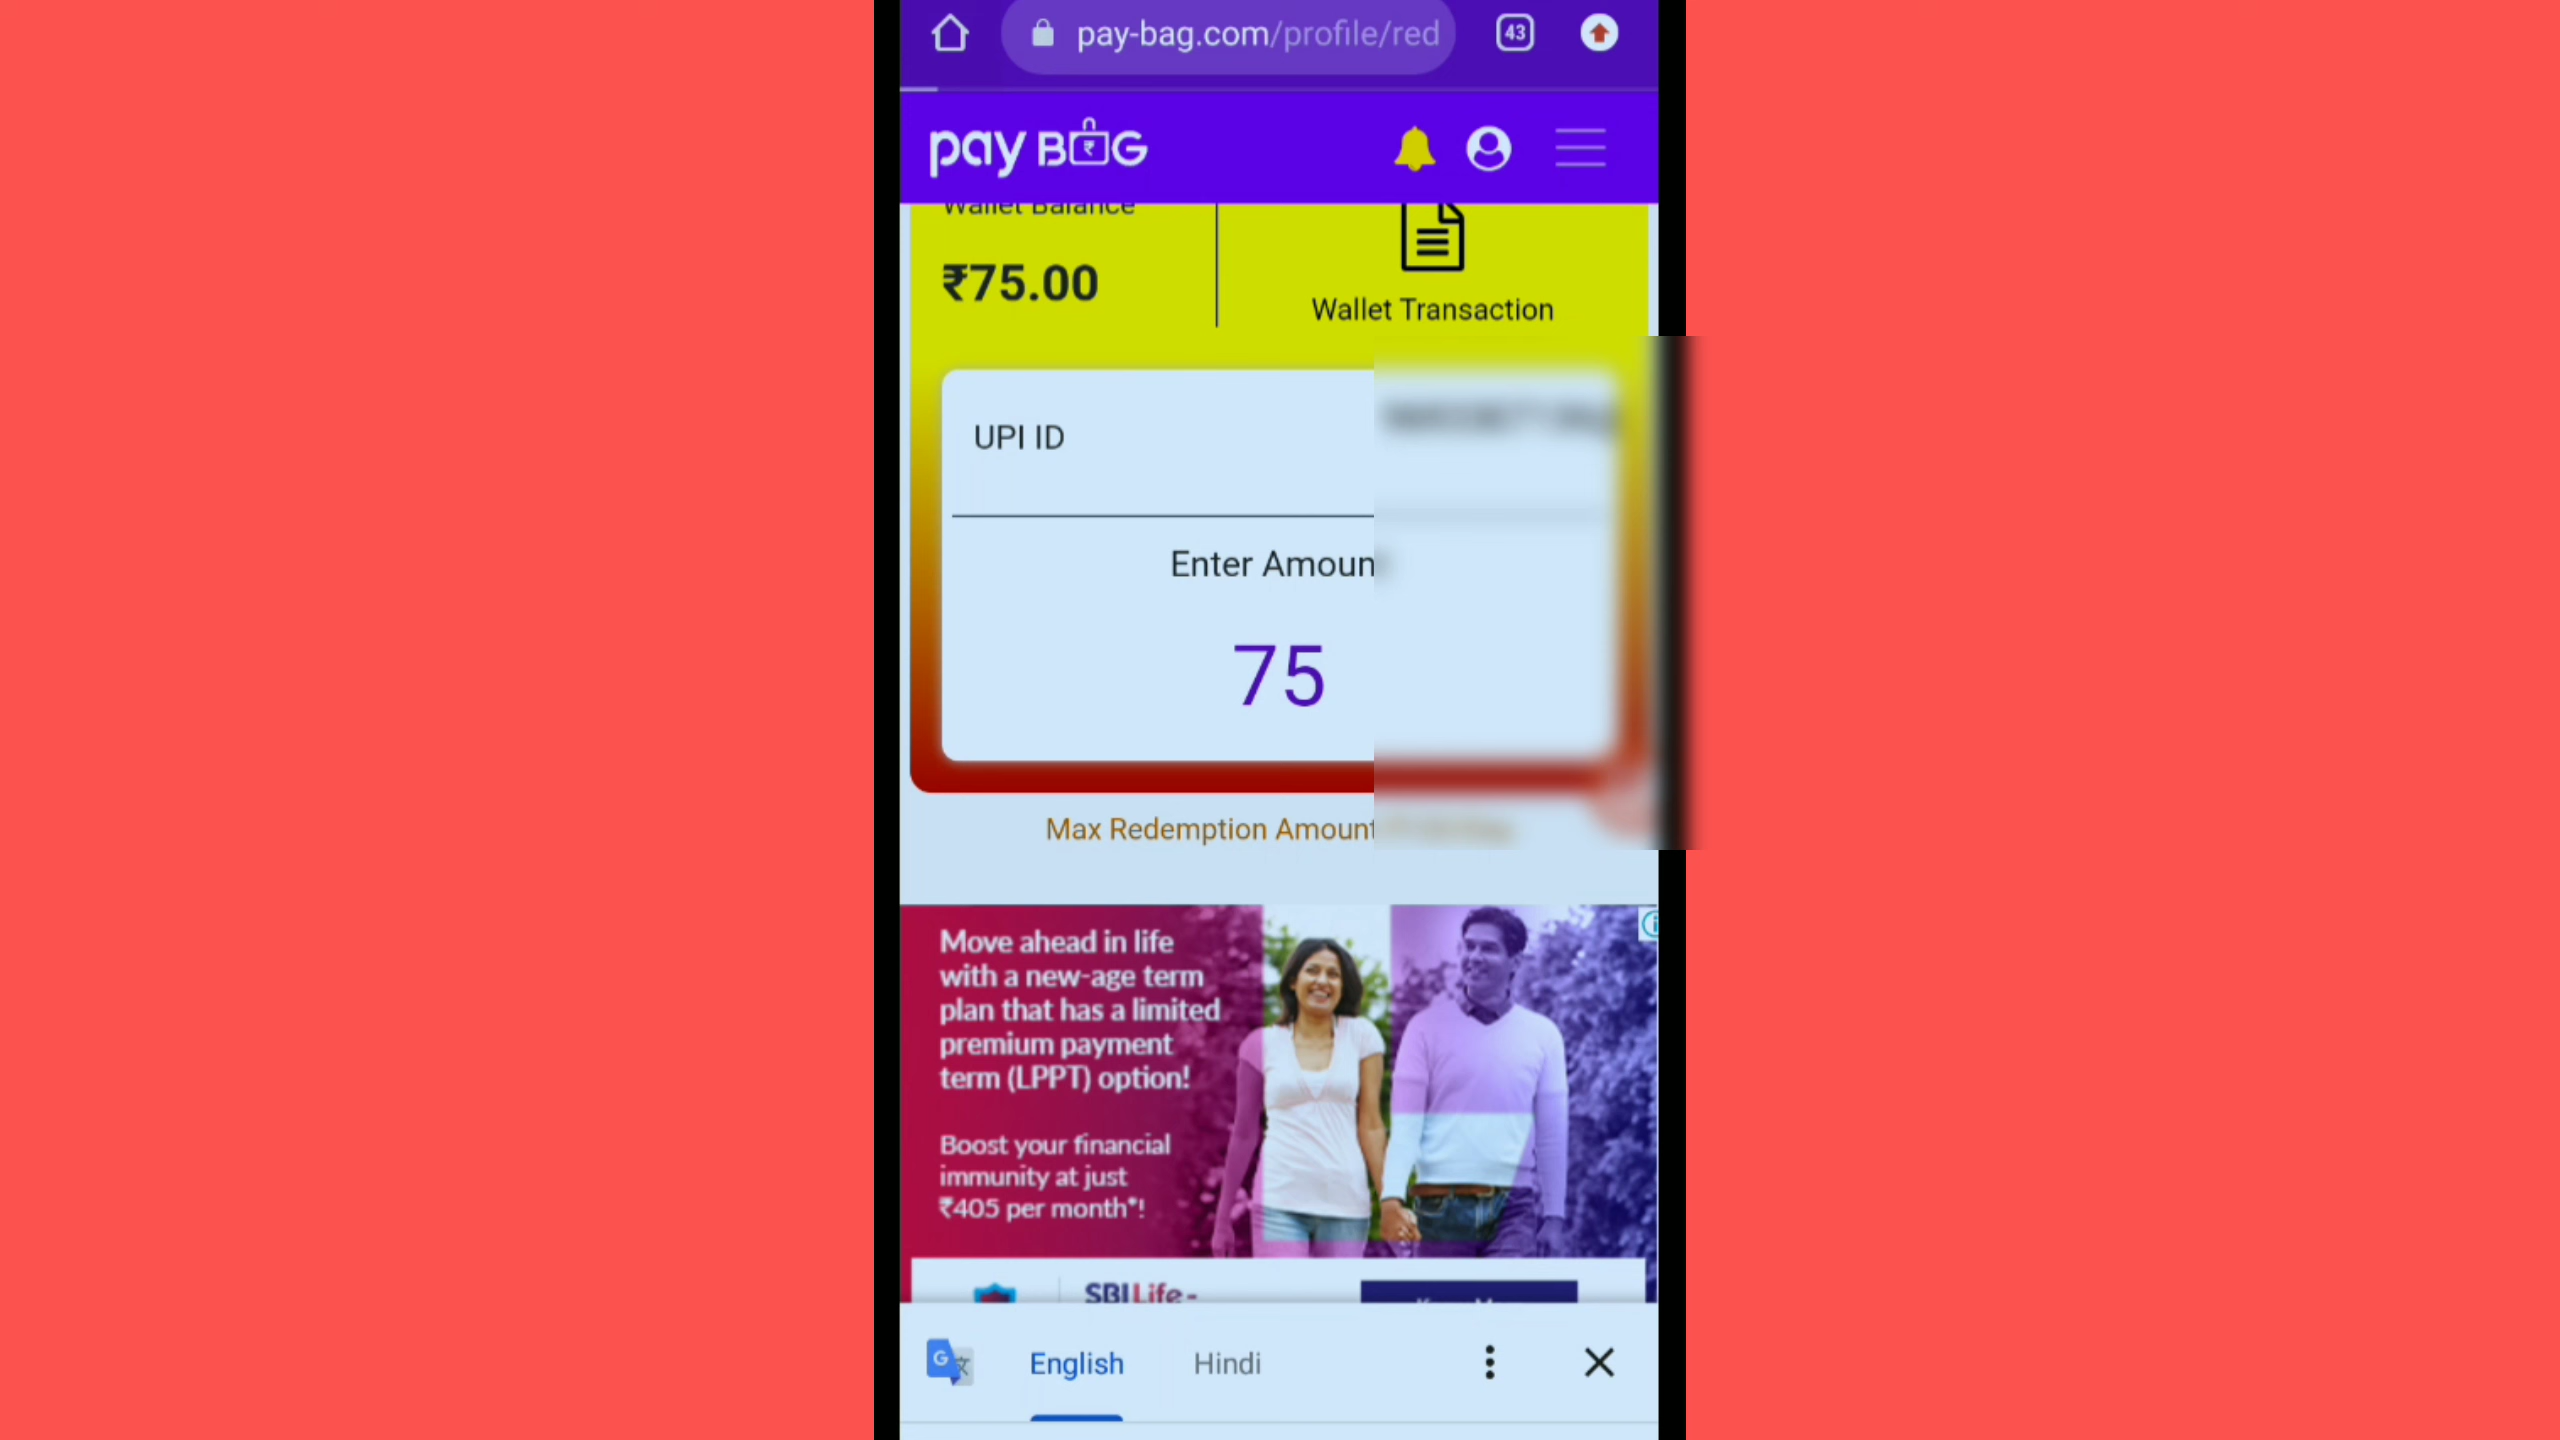 pay-bag.com/profile/red
43
pay BAG
Wallet Balance
₹75.00
Wallet Transaction
UPI ID
Enter Amoun
75
Max Redemption Amount
Move ahead in life
with a new-age term
plan that has a limited
premium payment
term (LPPT) option!
Boost your financial
immunity at just
₹405 per month*!
SBI Life -
English
Hindi